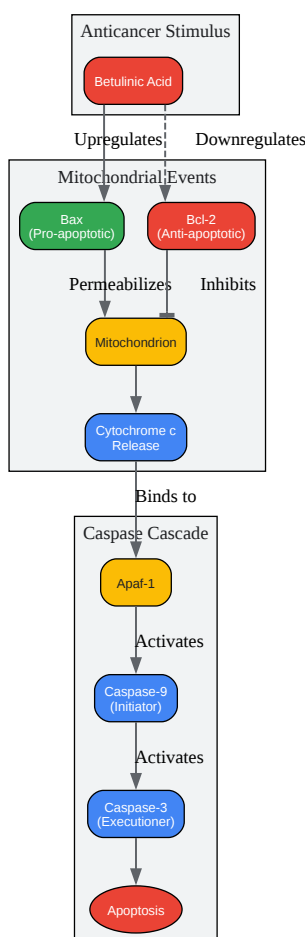 Anticancer Stimulus
Betulinic Acid
Upregulates
Downregulates
Mitochondrial Events
Bax
(Pro-apoptotic)
Bcl-2
(Anti-apoptotic)
Permeabilizes
Inhibits
Mitochondrion
Cytochrome c
Release
Binds to
Caspase Cascade
Apaf-1
Activates
Caspase-9
(Initiator)
Activates
Caspase-3
(Executioner)
Apoptosis